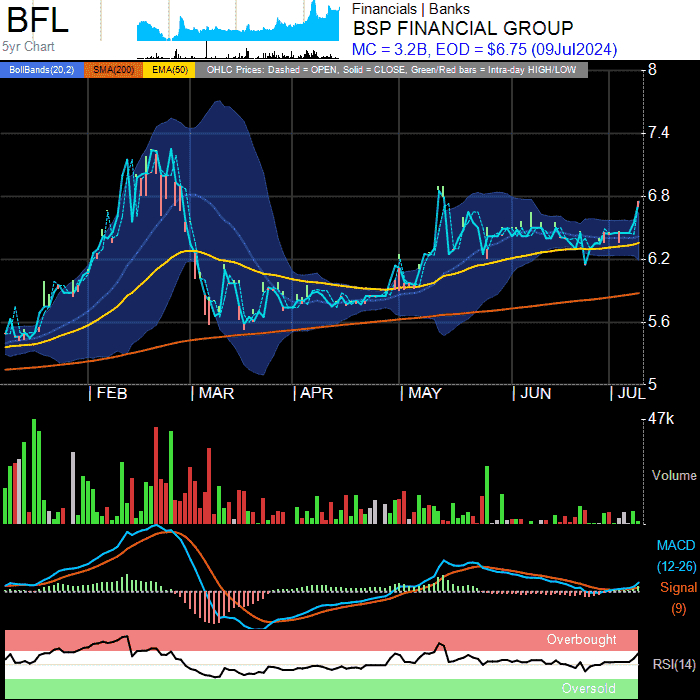 BFL
5yr Chart
Financials | Banks
BSP FINANCIAL GROUP
MC = 3.2B, EOD = $6.75 (09Jul2024)
BollBands(20,2) SMA(200) EMA(50) OHLC Prices: Dashed = OPEN, Solid = CLOSE, Green/Red bars = Intra-day HIGH/LOW
8
7.4
6.8
6.2
5.6
5
| FEB | MAR | APR | MAY | JUN | JUL
47k
Volume
MACD
(12-26)
Signal
(9)
Overbought
RSI(14)
Oversold